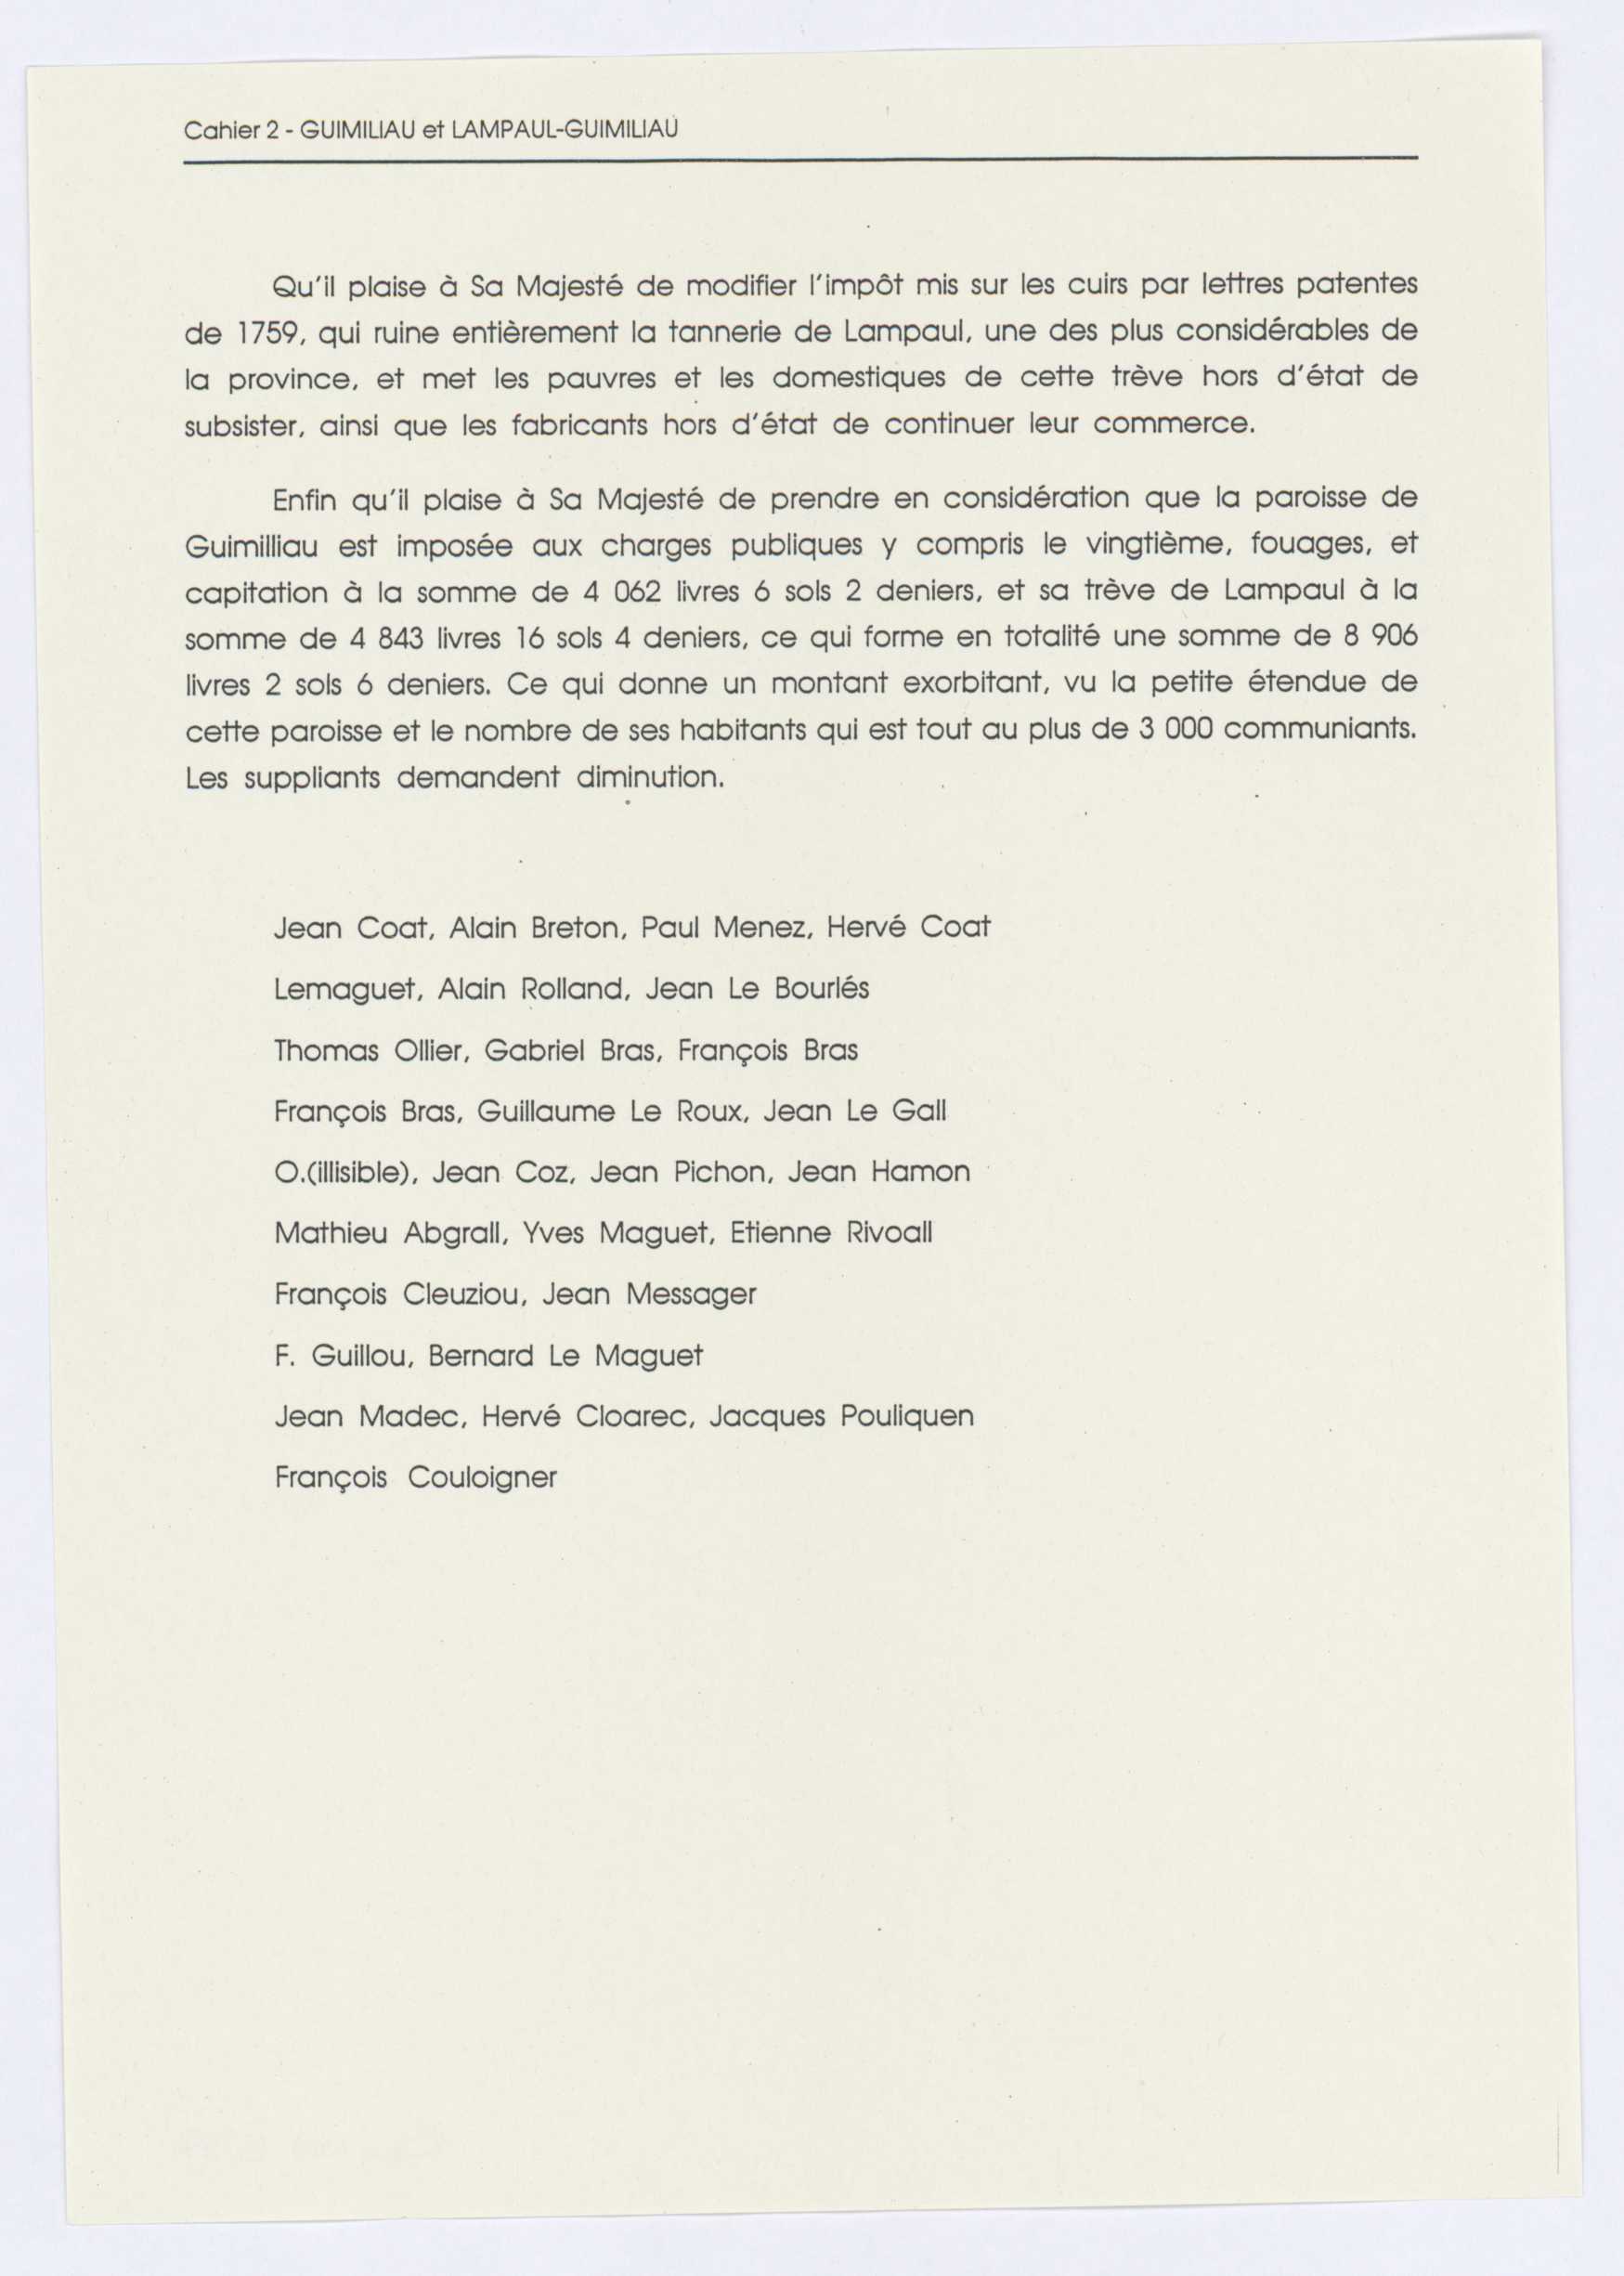 Cahier 2 - GUIMILIAU et LAMPAUL-GUIMILIAU
Qu'il plaise à Sa Majesté de modifier l'impôt mis sur les cuirs par lettres patentes
de 1759, qui ruine entièrement la tannerie de Lampaul, une des plus considérables de
la province, et met les pauvres et les domestiques de cette trève hors d'état de
subsister, ainsi que les fabricants hors d'état de continuer leur commerce.
Enfin qu'il plaise à Sa Majesté de prendre en considération que la paroisse de
Guimilliau est imposée aux charges publiques y compris le vingtième, fouages, et
capitation à la somme de 4 062 livres 6 sols 2 deniers, et sa trève de Lampaul à la
somme de 4 843 livres 16 sols 4 deniers, ce qui forme en totalité une somme de 8 906
livres 2 sols 6 deniers. Ce qui donne un montant exorbitant, vu la petite étendue de
cette paroisse et le nombre de ses habitants qui est tout au plus de 3 000 communiants.
Les suppliants demandent diminution.
Jean Coat, Alain Breton, Paul Menez, Hervé Coat
Lemaguet, Alain Rolland, Jean Le Bourlés
Thomas Ollier, Gabriel Bras, François Bras
François Bras, Guillaume Le Roux, Jean Le Gall
O.(illisible), Jean Coz, Jean Pichon, Jean Hamon
Mathieu Abgrall, Yves Maguet, Etienne Rivoall
François Cleuziou, Jean Messager
F. Guillou, Bernard Le Maguet
Jean Madec, Hervé Cloarec, Jacques Pouliquen
François Couloigner